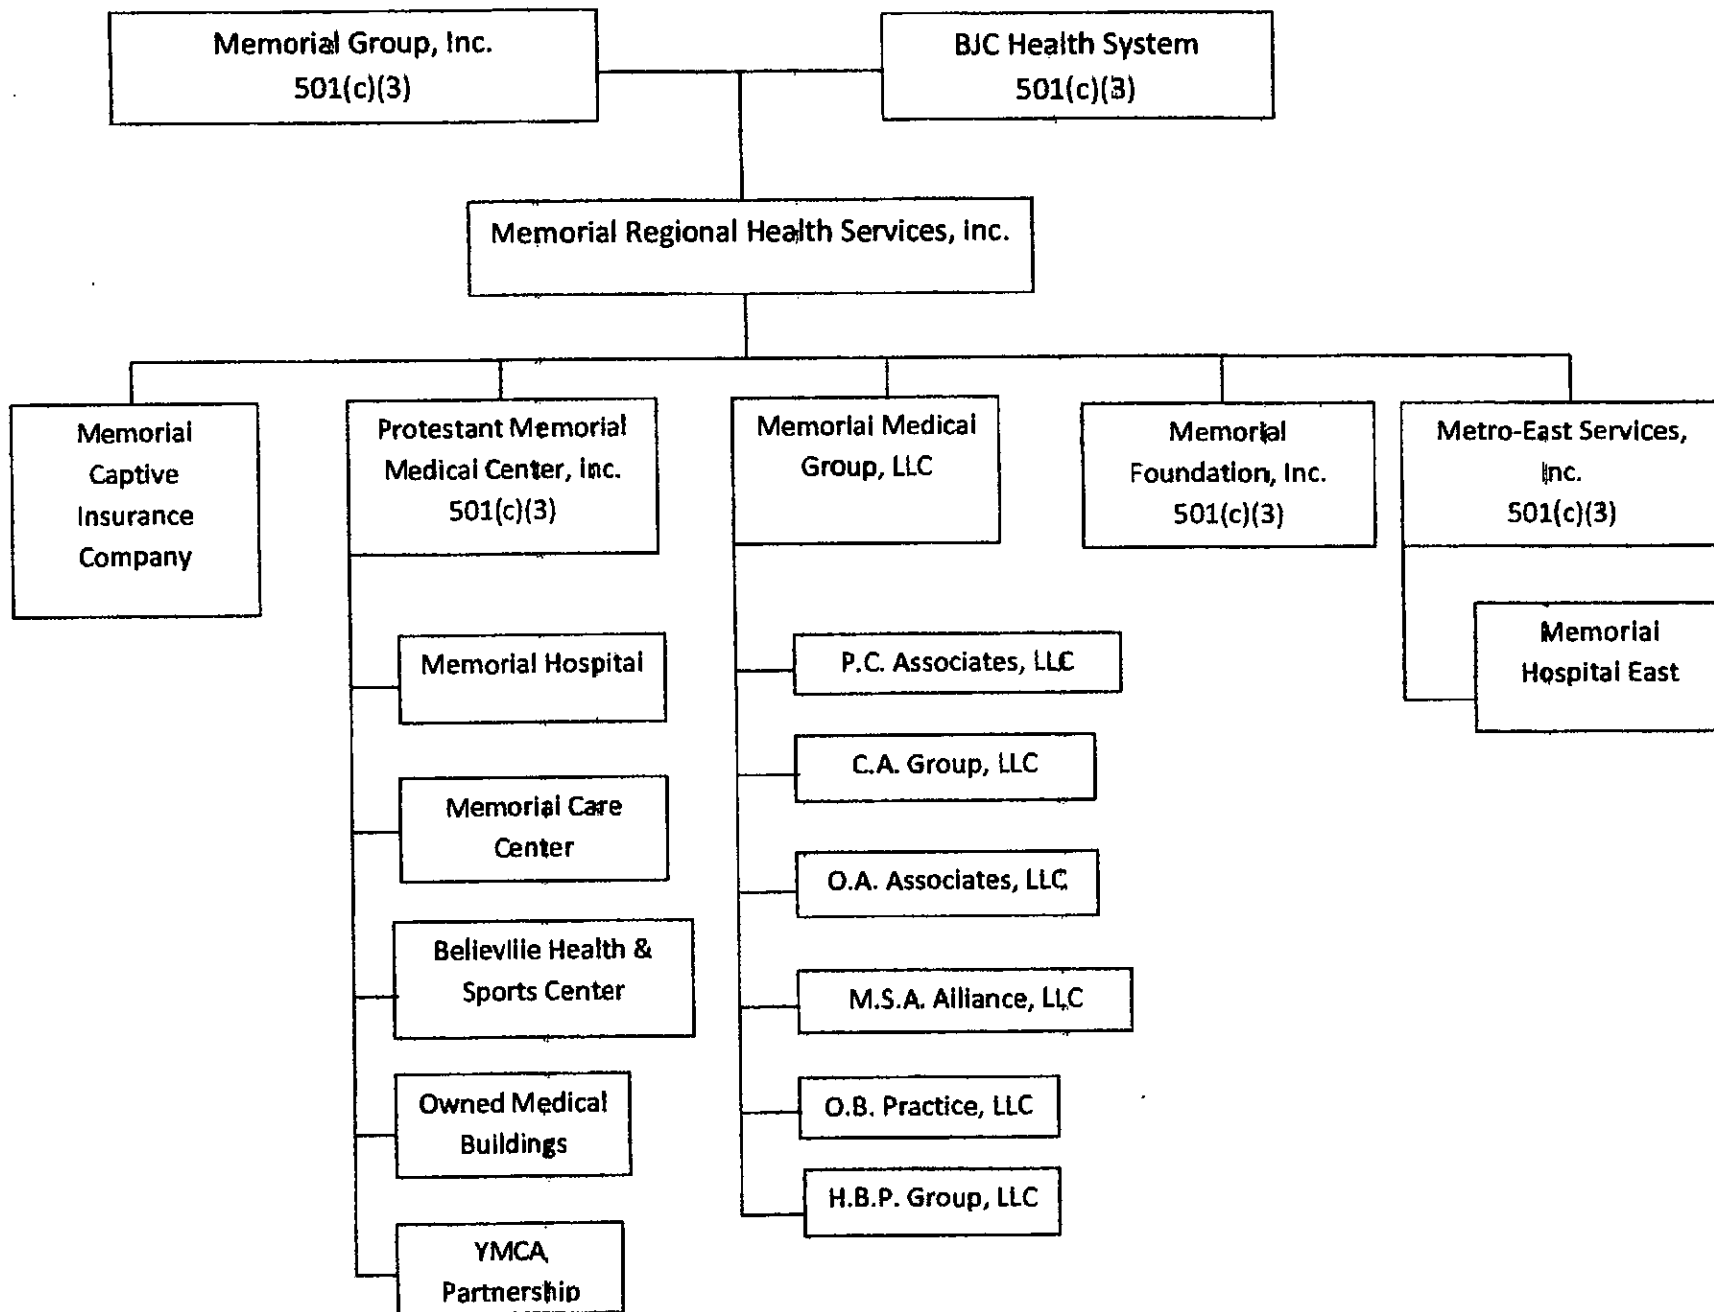 Memorial Group, Inc.
501(c)(3)
BJC Health System
501(c)(3)
Memorial Regional Health Services, inc.
Memorial
Captive
Insurance
Company
Protestant Memorial
Medical Center, inc.
501(c)(3)
Memorial Medical
Group, LLC
Memorial
Foundation, Inc.
501(c)(3)
Metro-East Services,
Inc.
501(c)(3)
Memorial Hospital
Memorial Care
Center
Belleville Health &
Sports Center
Owned Medical
Buildings
YMCA
Partnership
P.C. Associates, LLC
C.A. Group, LLC
O.A. Associates, LLC
M.S.A. Alliance, LLC
O.B. Practice, LLC
H.B.P. Group, LLC
Memorial
Hospital East